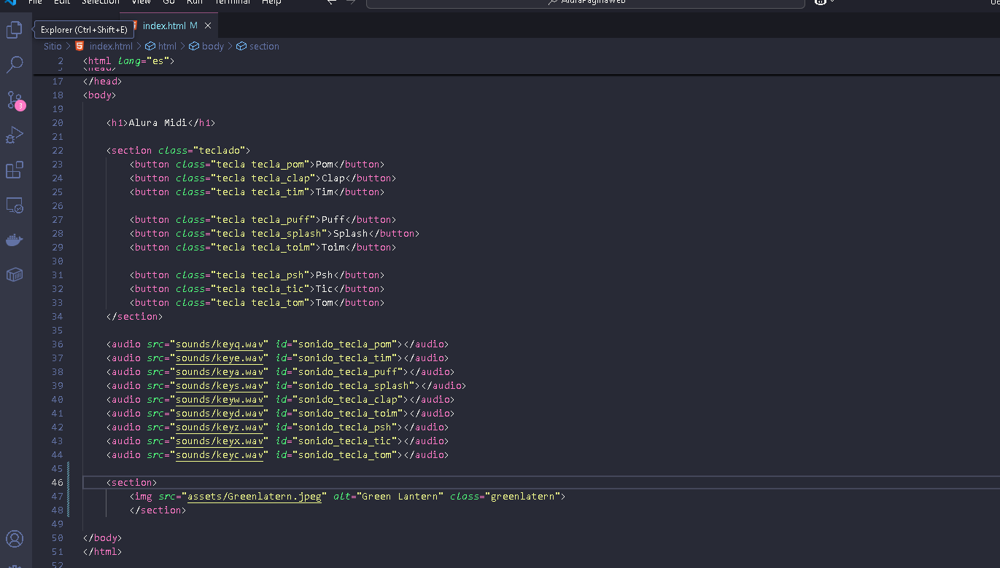 File Edit Selection View Go Run Terminal Help AluraPaginaWeb
Explorer (Ctrl+Shift+E)
index.html M
Sitio > index.html > html > body > section
2 <html lang="es">
<head>
17 </head>
18 <body>
19
20 <h1>Alura Midi</h1>
21
22 <section class="teclado">
23 <button class="tecla tecla_pom">Pom</button>
24 <button class="tecla tecla_clap">Clap</button>
25 <button class="tecla tecla_tim">Tim</button>
26
27 <button class="tecla tecla_puff">Puff</button>
28 <button class="tecla tecla_splash">Splash</button>
29 <button class="tecla tecla_toim">Toim</button>
30
31 <button class="tecla tecla_psh">Psh</button>
32 <button class="tecla tecla_tic">Tic</button>
33 <button class="tecla tecla_tom">Tom</button>
34 </section>
35
36 <audio src="sounds/keyq.wav" id="sonido_tecla_pom"></audio>
37 <audio src="sounds/keye.wav" id="sonido_tecla_tim"></audio>
38 <audio src="sounds/keya.wav" id="sonido_tecla_puff"></audio>
39 <audio src="sounds/keys.wav" id="sonido_tecla_splash"></audio>
40 <audio src="sounds/keyw.wav" id="sonido_tecla_clap"></audio>
41 <audio src="sounds/keyd.wav" id="sonido_tecla_toim"></audio>
42 <audio src="sounds/keyz.wav" id="sonido_tecla_psh"></audio>
43 <audio src="sounds/keyx.wav" id="sonido_tecla_tic"></audio>
44 <audio src="sounds/keyc.wav" id="sonido_tecla_tom"></audio>
45
46 <section>
47 <img src="assets/Greenlatern.jpeg" alt="Green Lantern" class="greenlatern">
48 </section>
49
50 </body>
51 </html>
52
3